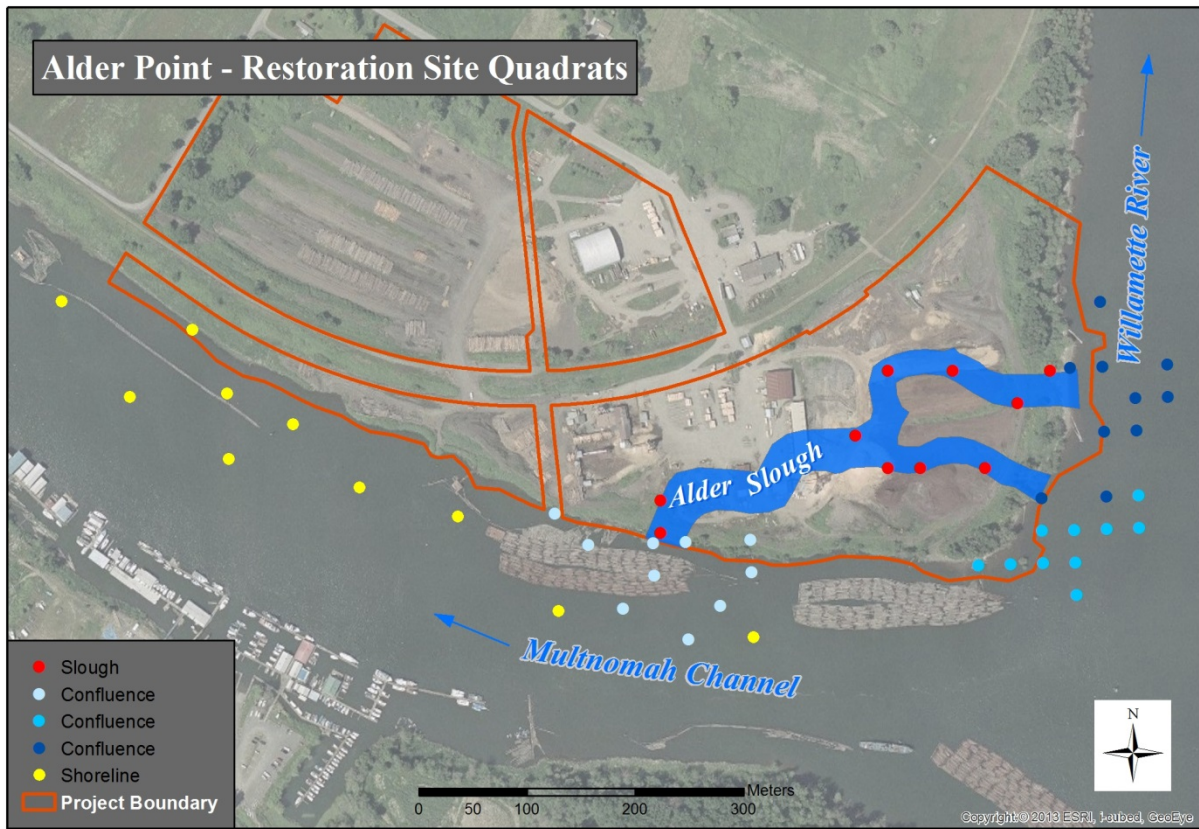 Alder Point - Restoration Site Quadrats
Willamette River
Alder Slough
Multnomah Channel
Slough
Confluence
Confluence
Confluence
Shoreline
Project Boundary
N
Meters
0 50 100 200 300
Copyright:© 2013 ESRI, i-cubed, GeoEye